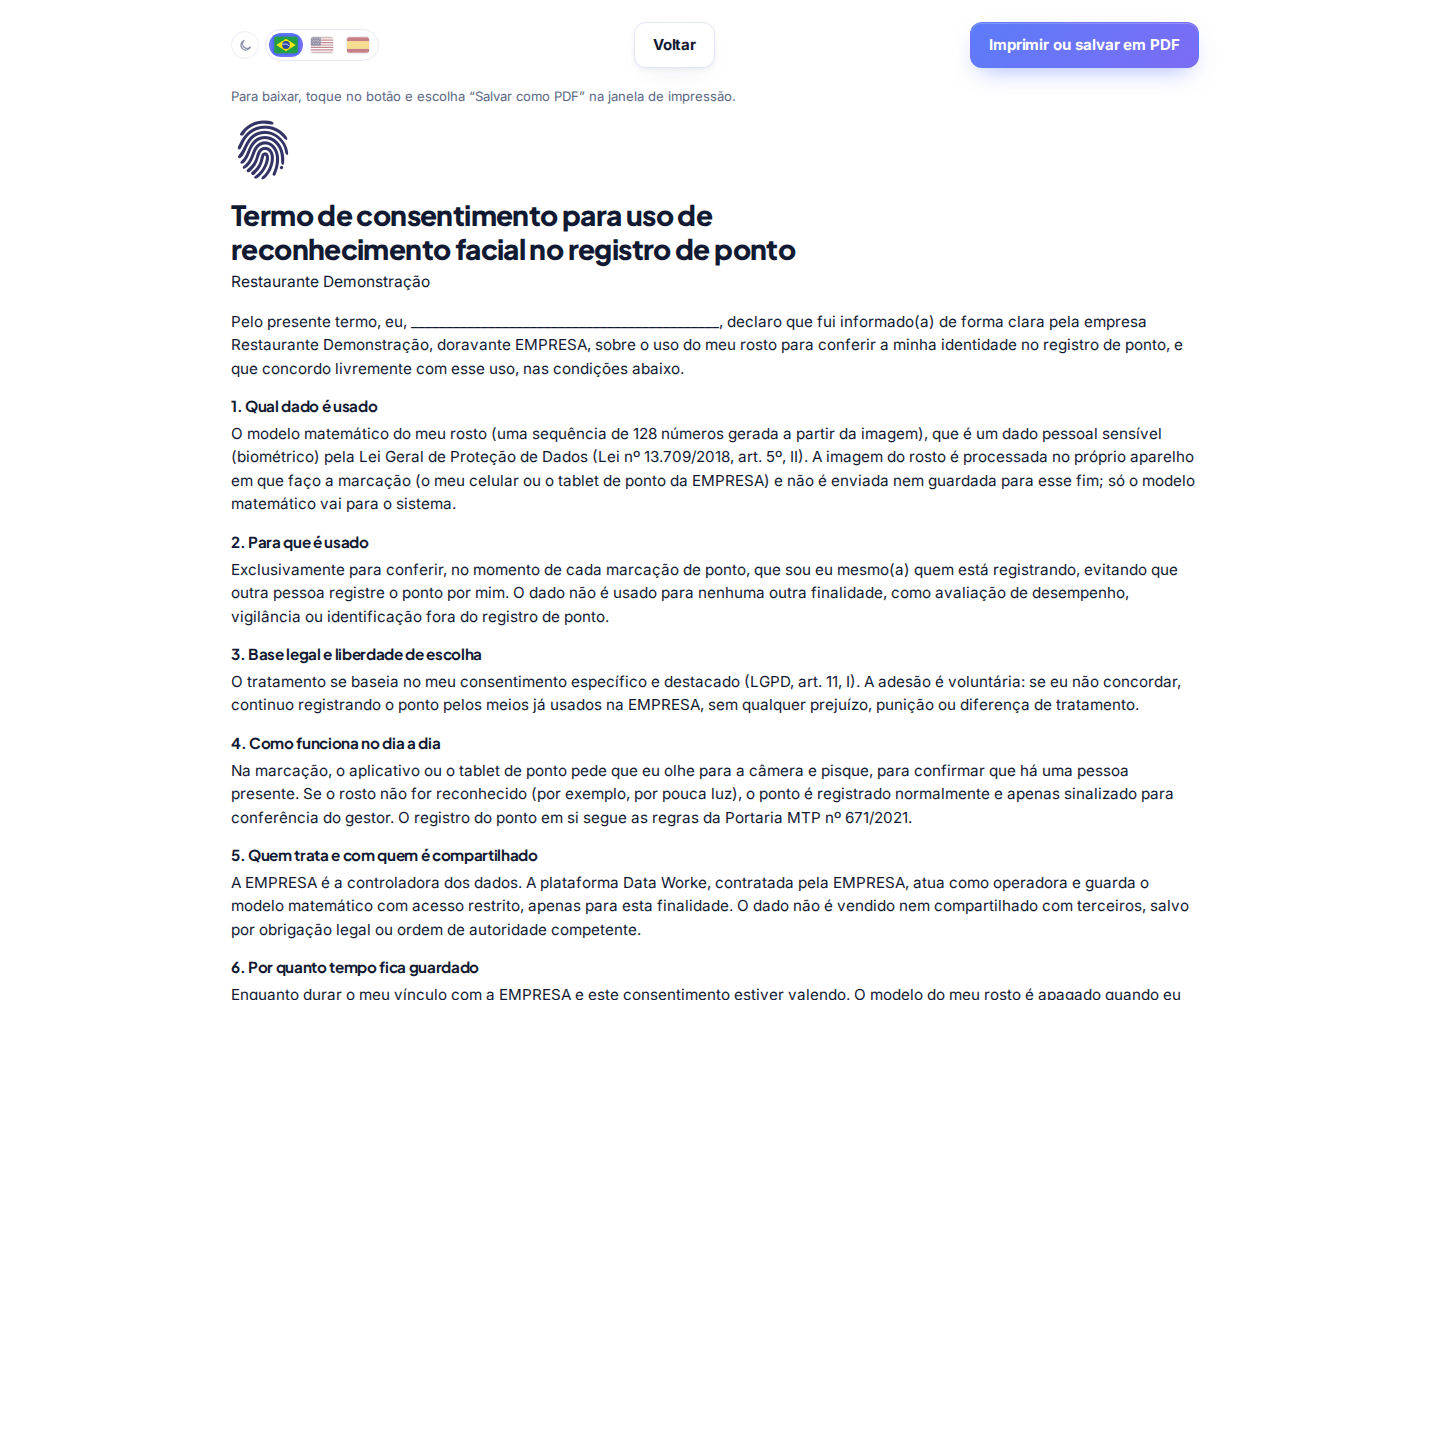 Voltar
Imprimir ou salvar em PDF
Para baixar, toque no botão e escolha “Salvar como PDF” na janela de impressão.
Termo de consentimento para uso de
reconhecimento facial no registro de ponto
Restaurante Demonstração
Pelo presente termo, eu, ____________________________________________, declaro que fui informado(a) de forma clara pela empresa
Restaurante Demonstração, doravante EMPRESA, sobre o uso do meu rosto para conferir a minha identidade no registro de ponto, e
que concordo livremente com esse uso, nas condições abaixo.
1. Qual dado é usado
O modelo matemático do meu rosto (uma sequência de 128 números gerada a partir da imagem), que é um dado pessoal sensível
(biométrico) pela Lei Geral de Proteção de Dados (Lei nº 13.709/2018, art. 5º, II). A imagem do rosto é processada no próprio aparelho
em que faço a marcação (o meu celular ou o tablet de ponto da EMPRESA) e não é enviada nem guardada para esse fim; só o modelo
matemático vai para o sistema.
2. Para que é usado
Exclusivamente para conferir, no momento de cada marcação de ponto, que sou eu mesmo(a) quem está registrando, evitando que
outra pessoa registre o ponto por mim. O dado não é usado para nenhuma outra finalidade, como avaliação de desempenho,
vigilância ou identificação fora do registro de ponto.
3. Base legal e liberdade de escolha
O tratamento se baseia no meu consentimento específico e destacado (LGPD, art. 11, I). A adesão é voluntária: se eu não concordar,
continuo registrando o ponto pelos meios já usados na EMPRESA, sem qualquer prejuízo, punição ou diferença de tratamento.
4. Como funciona no dia a dia
Na marcação, o aplicativo ou o tablet de ponto pede que eu olhe para a câmera e pisque, para confirmar que há uma pessoa
presente. Se o rosto não for reconhecido (por exemplo, por pouca luz), o ponto é registrado normalmente e apenas sinalizado para
conferência do gestor. O registro do ponto em si segue as regras da Portaria MTP nº 671/2021.
5. Quem trata e com quem é compartilhado
A EMPRESA é a controladora dos dados. A plataforma Data Worke, contratada pela EMPRESA, atua como operadora e guarda o
modelo matemático com acesso restrito, apenas para esta finalidade. O dado não é vendido nem compartilhado com terceiros, salvo
por obrigação legal ou ordem de autoridade competente.
6. Por quanto tempo fica guardado
Enquanto durar o meu vínculo com a EMPRESA e este consentimento estiver valendo. O modelo do meu rosto é apagado quando eu